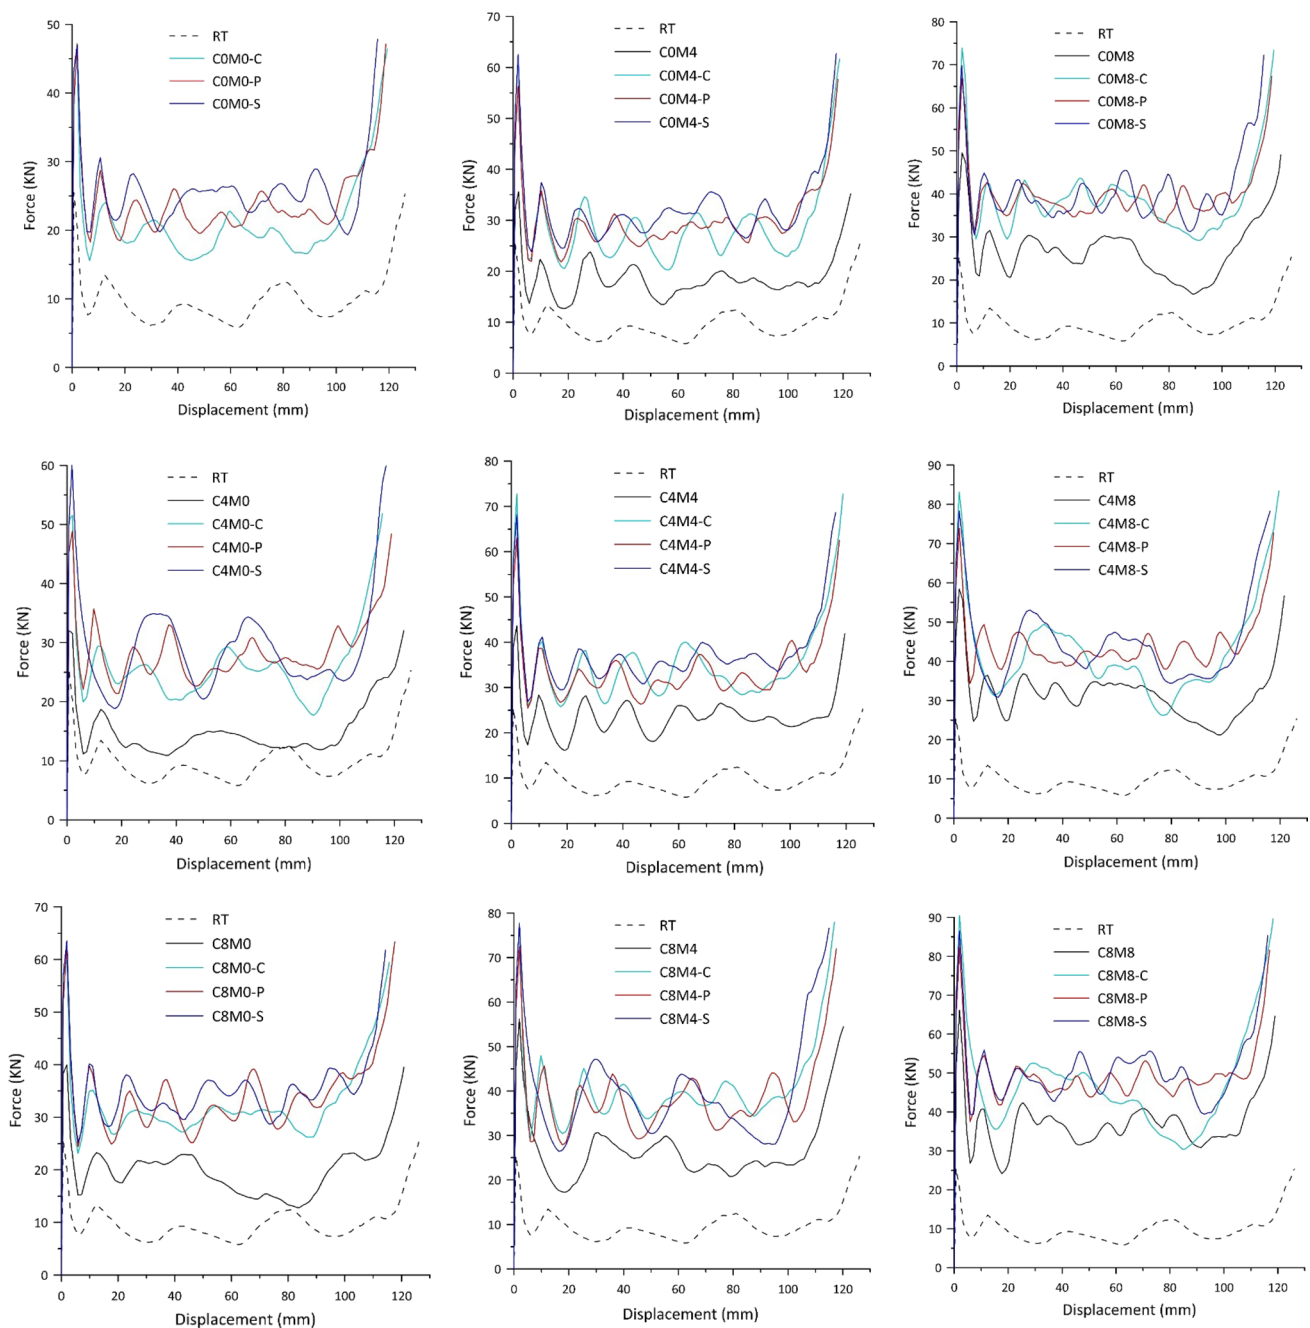 50
40
30
20
10
0
0 20 40 60 80 100 120
Force (KN)
Displacement (mm)
RT
C0M0-C
C0M0-P
C0M0-S
70
60
50
40
30
20
10
0
0 20 40 60 80 100 120
Force (KN)
Displacement (mm)
RT
C0M4
C0M4-C
C0M4-P
C0M4-S
80
70
60
50
40
30
20
10
0
0 20 40 60 80 100 120
Force (KN)
Displacement (mm)
RT
C0M8
C0M8-C
C0M8-P
C0M8-S
60
50
40
30
20
10
0
0 20 40 60 80 100 120
Force (KN)
Displacement (mm)
RT
C4M0
C4M0-C
C4M0-P
C4M0-S
80
70
60
50
40
30
20
10
0
0 20 40 60 80 100 120
Force (KN)
Displacement (mm)
RT
C4M4
C4M4-C
C4M4-P
C4M4-S
90
80
70
60
50
40
30
20
10
0
0 20 40 60 80 100 120
Force (KN)
Displacement (mm)
RT
C4M8
C4M8-C
C4M8-P
C4M8-S
70
60
50
40
30
20
10
0
0 20 40 60 80 100 120
Force (KN)
Displacement (mm)
RT
C8M0
C8M0-C
C8M0-P
C8M0-S
80
70
60
50
40
30
20
10
0
0 20 40 60 80 100 120
Force (KN)
Displacement (mm)
RT
C8M4
C8M4-C
C8M4-P
C8M4-S
90
80
70
60
50
40
30
20
10
0
0 20 40 60 80 100 120
Force (KN)
Displacement (mm)
RT
C8M8
C8M8-C
C8M8-P
C8M8-S